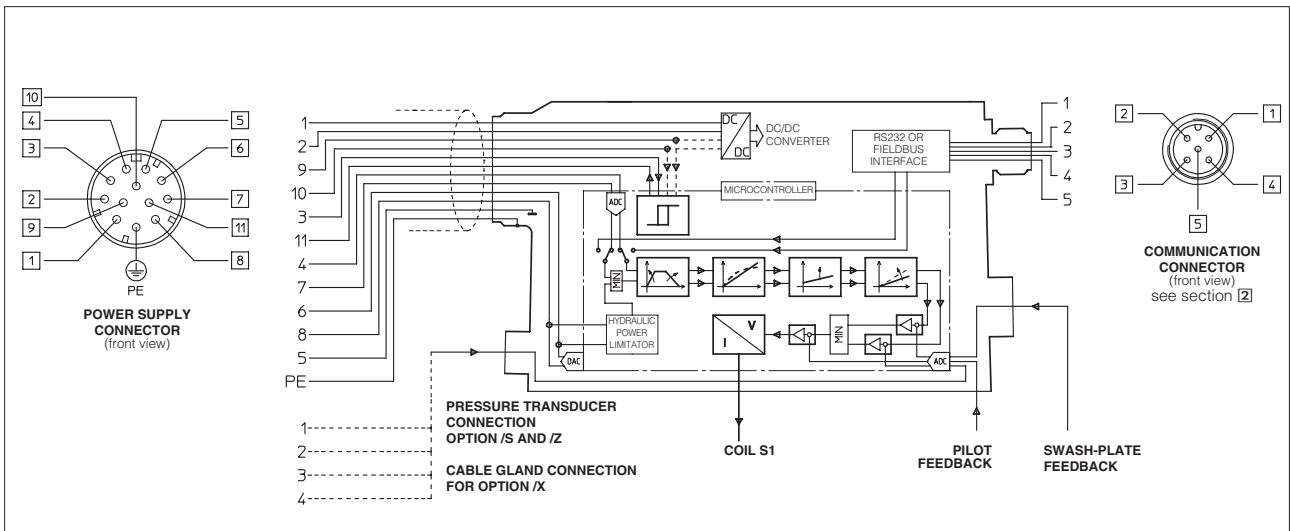 10
4
5
3
6
2
7
9
11
1
8
PE
POWER SUPPLY
CONNECTOR
(front view)
1
2
9
10
3
11
4
7
6
8
5
PE
1
2
3
4
PRESSURE TRANSDUCER
CONNECTION
OPTION /S AND /Z
CABLE GLAND CONNECTION
FOR OPTION /X
DC
DC
DC/DC
CONVERTER
RS232 OR
FIELDBUS
INTERFACE
MICROCONTROLLER
ADC
MIN
HYDRAULIC
POWER
LIMITATOR
DAC
V
I
MIN
ADC
COIL S1
PILOT
FEEDBACK
SWASH-PLATE
FEEDBACK
1
2
3
4
5
2
1
3
4
5
COMMUNICATION
CONNECTOR
(front view)
see section 2